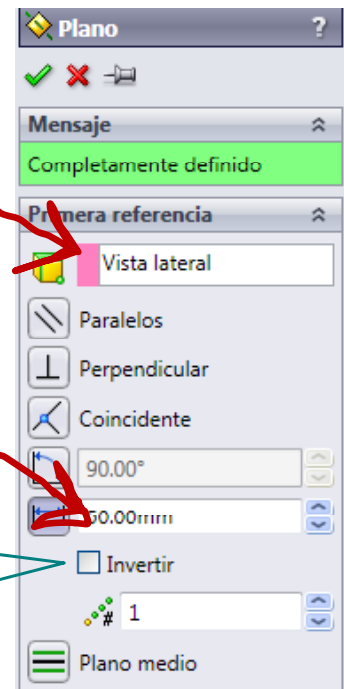 Plano ?
Mensaje
Completamente definido
Primera referencia
Vista lateral
Paralelos
Perpendicular
Coincidente
90.00°
Invertir
# 1
Plano medio